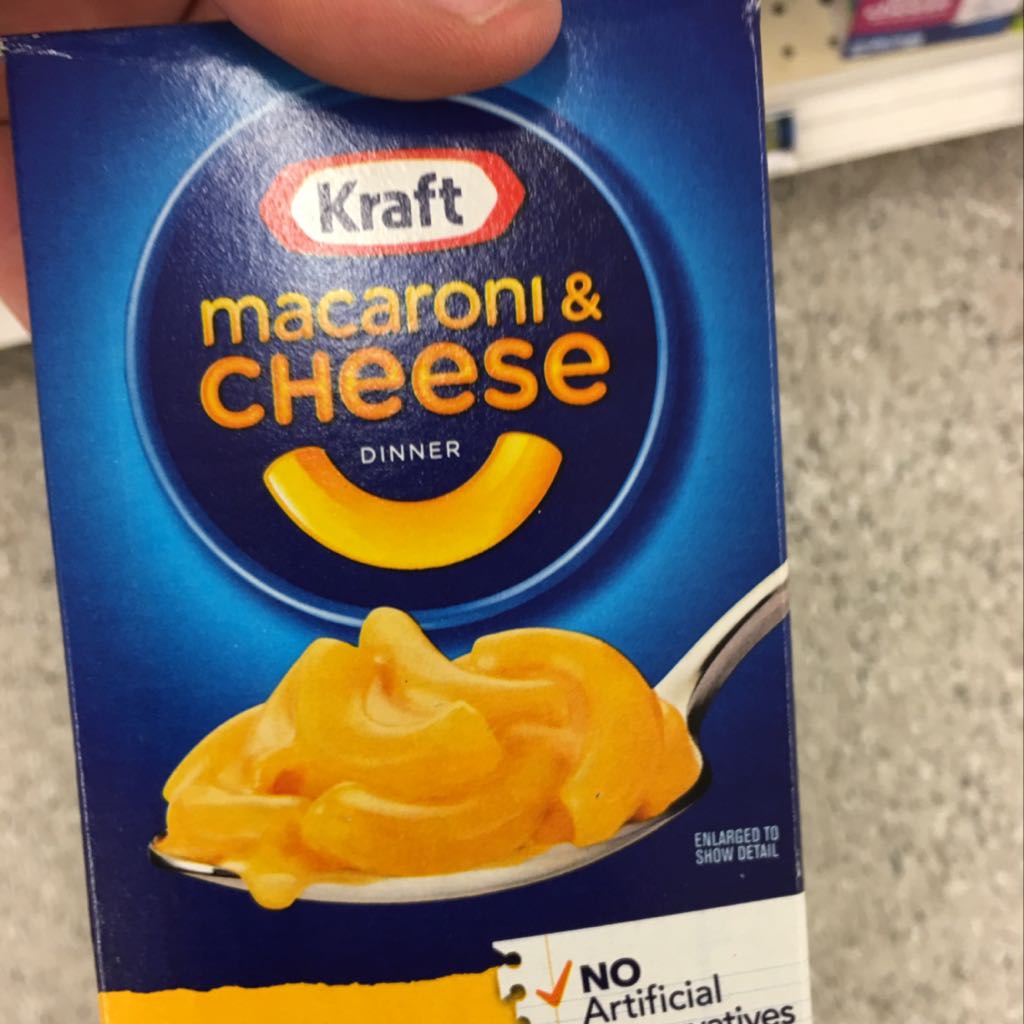 Kraft
macaroni &
CHeese
DINNER
ENLARGED TO
SHOW DETAIL
NO
Artificial